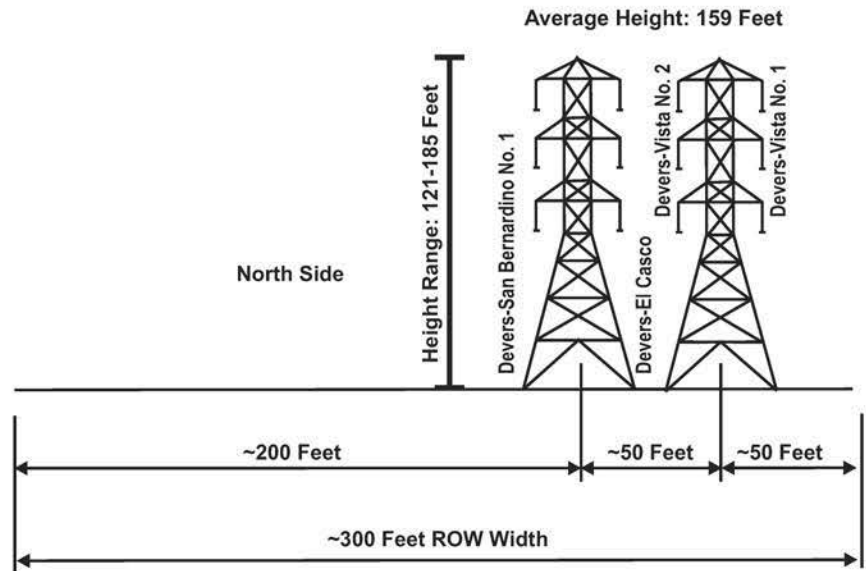 Average Height: 159 Feet
Height Range: 121-185 Feet
Devers-San Bernardino No. 1
Devers-El Casco
Devers-Vista No. 2
Devers-Vista No. 1
North Side
~200 Feet
~50 Feet
~50 Feet
~300 Feet ROW Width